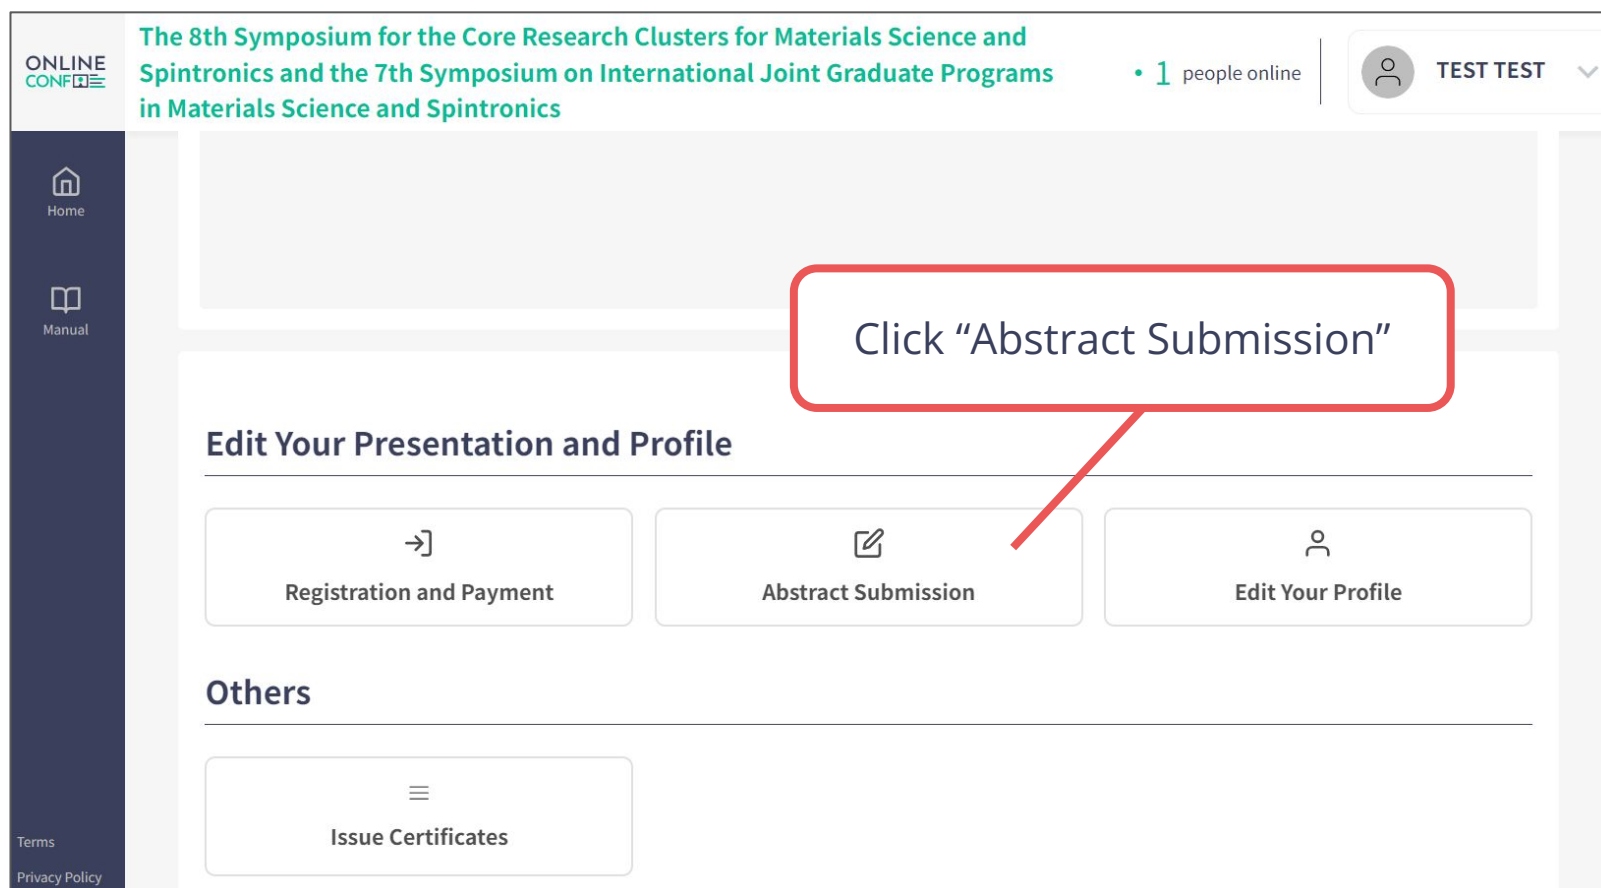 ONLINE
CONF
The 8th Symposium for the Core Research Clusters for Materials Science and
Spintronics and the 7th Symposium on International Joint Graduate Programs
in Materials Science and Spintronics
• 1 people online
TEST TEST
Home
Manual
Click “Abstract Submission”
Edit Your Presentation and Profile
Registration and Payment
Abstract Submission
Edit Your Profile
Others
Issue Certificates
Terms
Privacy Policy